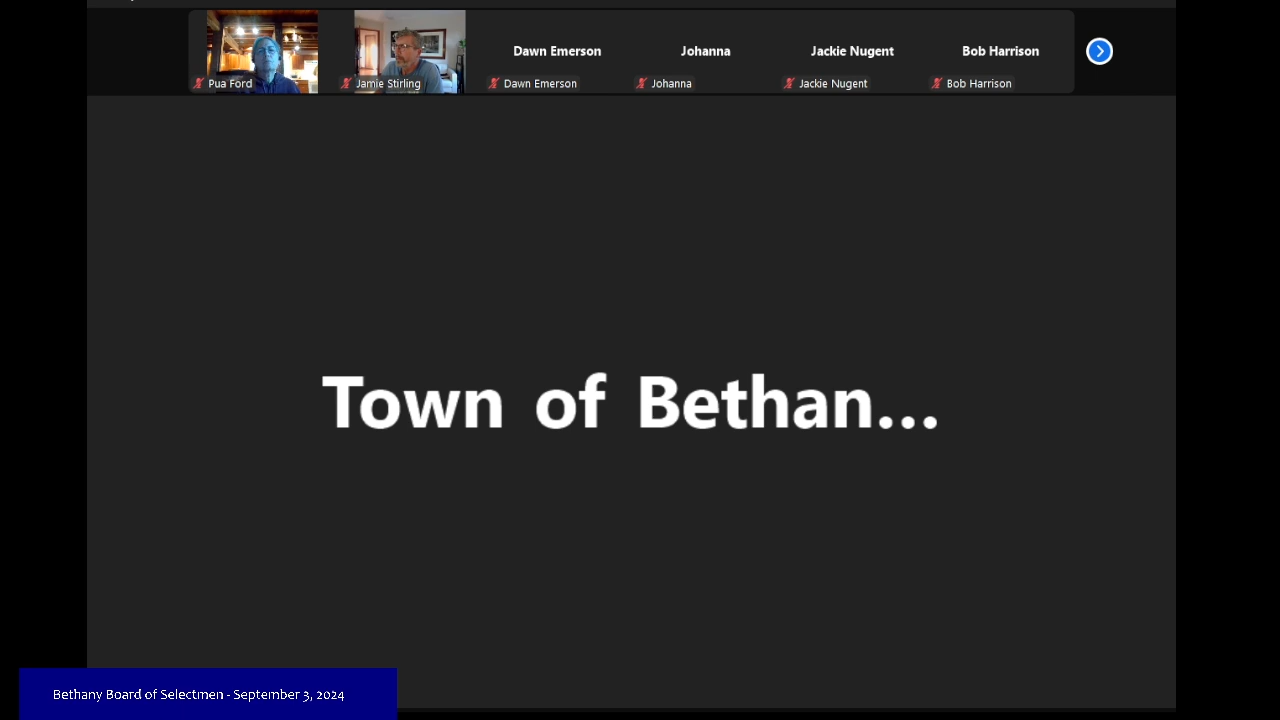 Dawn Emerson
Johanna
Jackie Nugent
Bob Harrison
Pua Ford
Jamie Stirling
Dawn Emerson
Johanna
Jackie Nugent
Bob Harrison
Town of Bethan...
Bethany Board of Selectmen - September 3, 2024